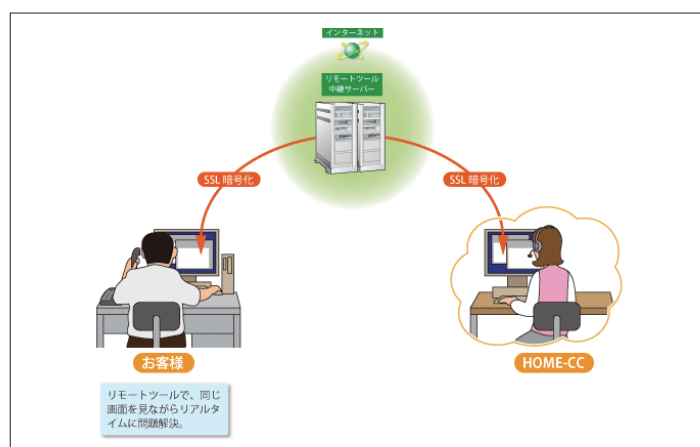 インターネット
リモートツール
中継サーバー
SSL 暗号化
SSL 暗号化
お客様
HOME-CC
リモートツールで、同じ
画面を見ながらリアルタ
イムに問題解決。